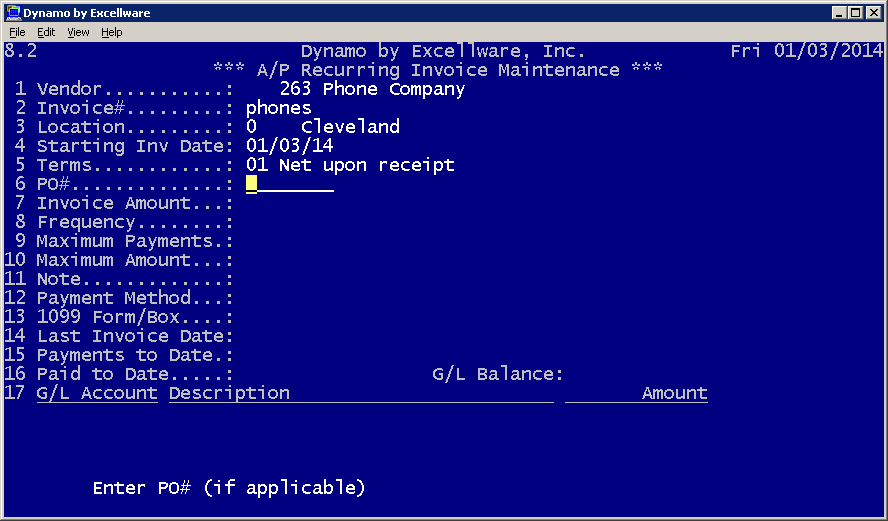 Dynamo by Excellware
File Edit View Help
8.2 Dynamo by Excellware, Inc. Fri 01/03/2014
*** A/P Recurring Invoice Maintenance ***
1 Vendor...........: 263 Phone Company
2 Invoice#.........: phones
3 Location.........: 0 Cleveland
4 Starting Inv Date: 01/03/14
5 Terms............: 01 Net upon receipt
6 PO#..............:
7 Invoice Amount...:
8 Frequency........:
9 Maximum Payments.:
10 Maximum Amount...:
11 Note.............:
12 Payment Method...:
13 1099 Form/Box....:
14 Last Invoice Date:
15 Payments to Date.:
16 Paid to Date.....: G/L Balance:
17 G/L Account Description Amount
Enter PO# (if applicable)